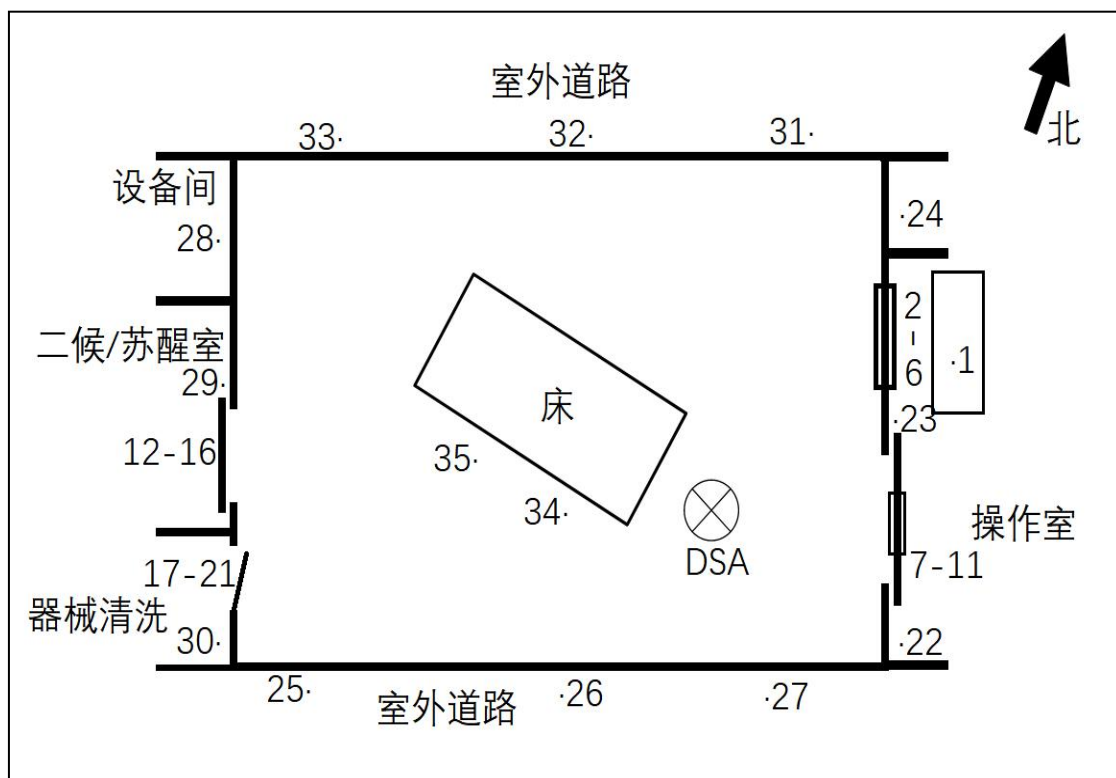 室外道路
33·
32·
31·
北
设备间
28·
·24
二候/苏醒室
29·
2
-
6
·1
床
·23
12-16
35·
34·
DSA
操作室
17-21
7-11
器械清洗
30·
·22
25·
室外道路
·26
·27